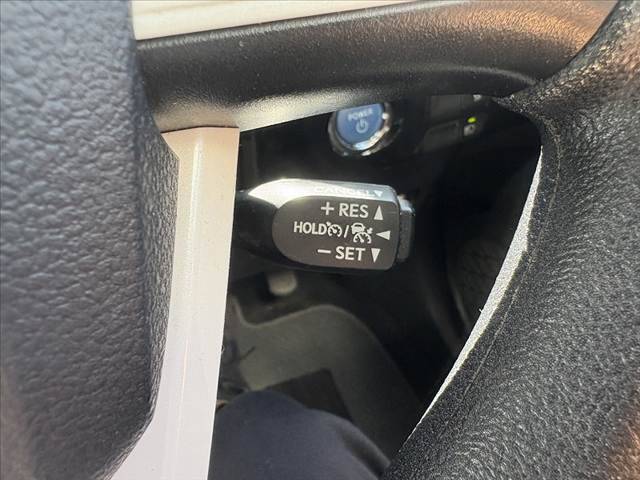 POWER
CANCEL
+ RES
HOLD /
- SET